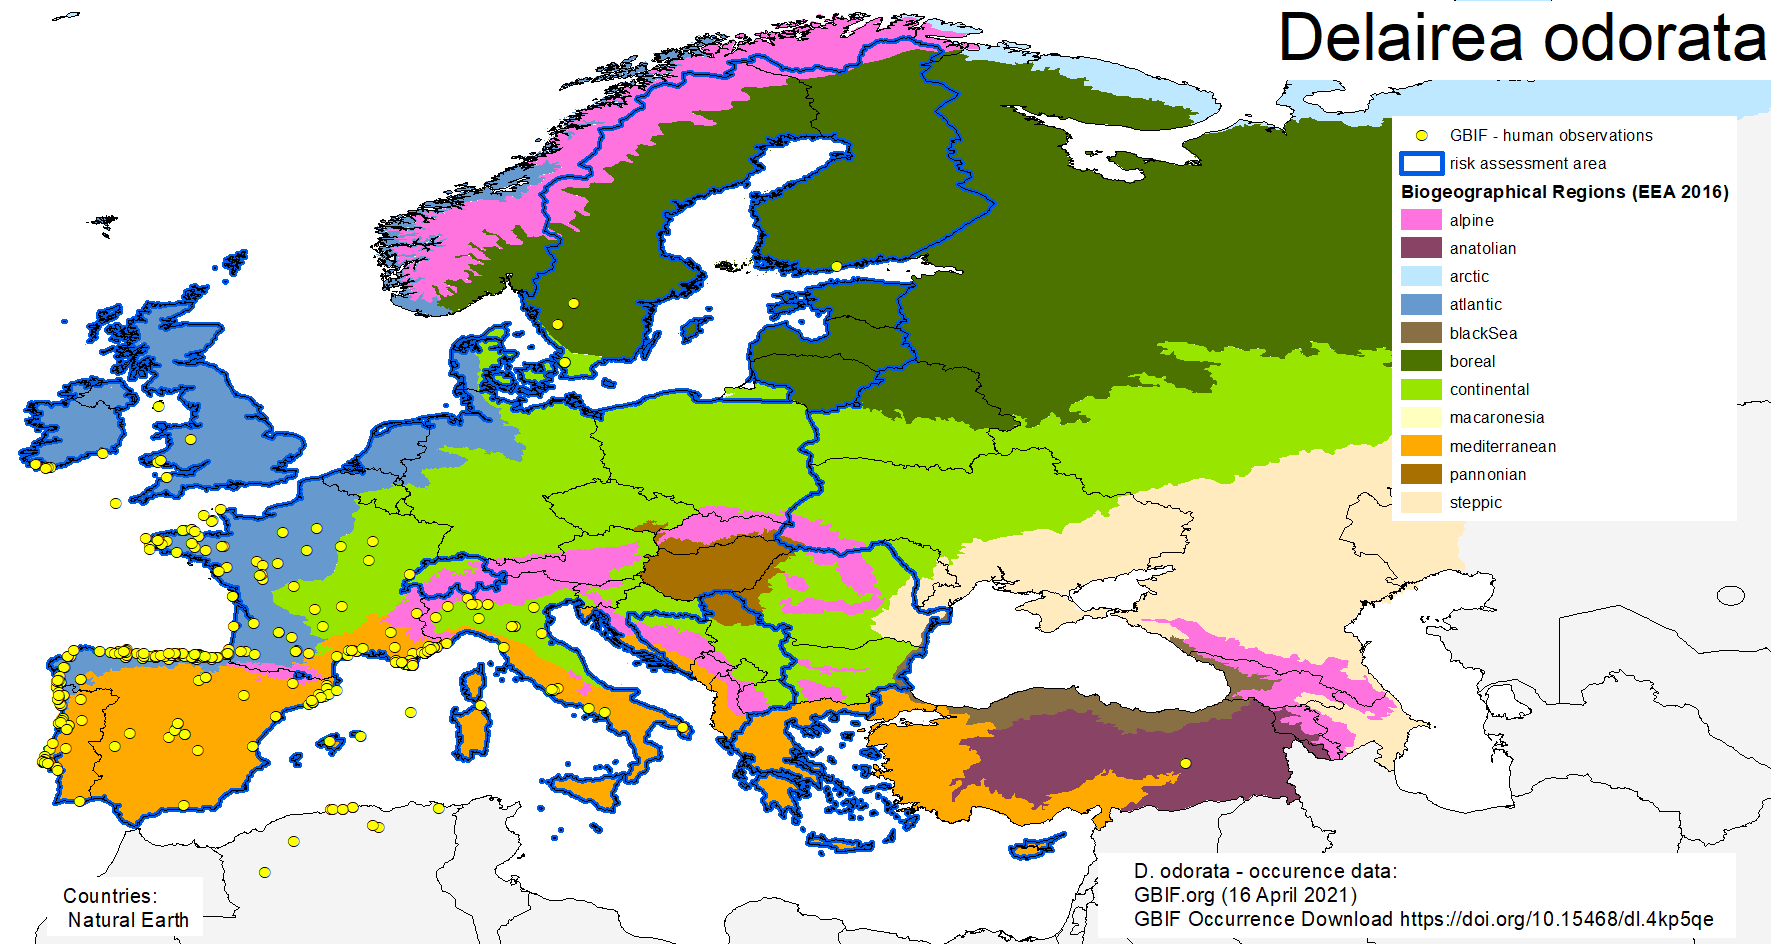 Delairea odorata
GBIF - human observations
risk assessment area
Biogeographical Regions (EEA 2016)
alpine
anatolian
arctic
atlantic
blackSea
boreal
continental
macaronesia
mediterranean
pannonian
steppic
D. odorata - occurence data:
GBIF.org (16 April 2021)
GBIF Occurrence Download https://doi.org/10.15468/dl.4kp5qe
Countries:
Natural Earth